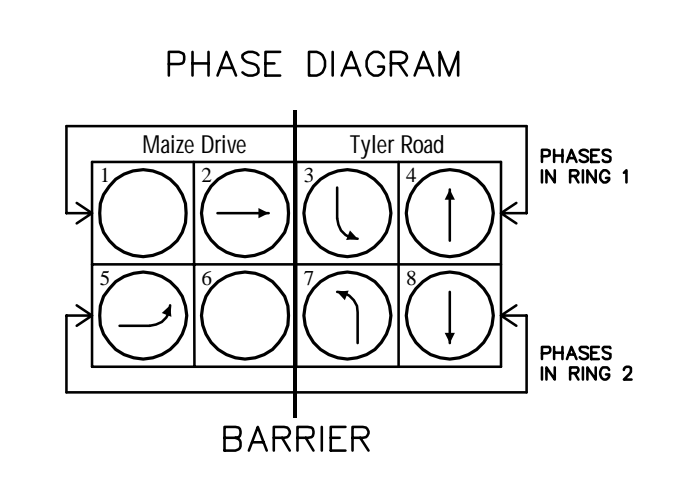 PHASE DIAGRAM
Maize Drive
Tyler Road
1
2
3
4
PHASES
IN RING 1
5
6
7
8
PHASES
IN RING 2
BARRIER